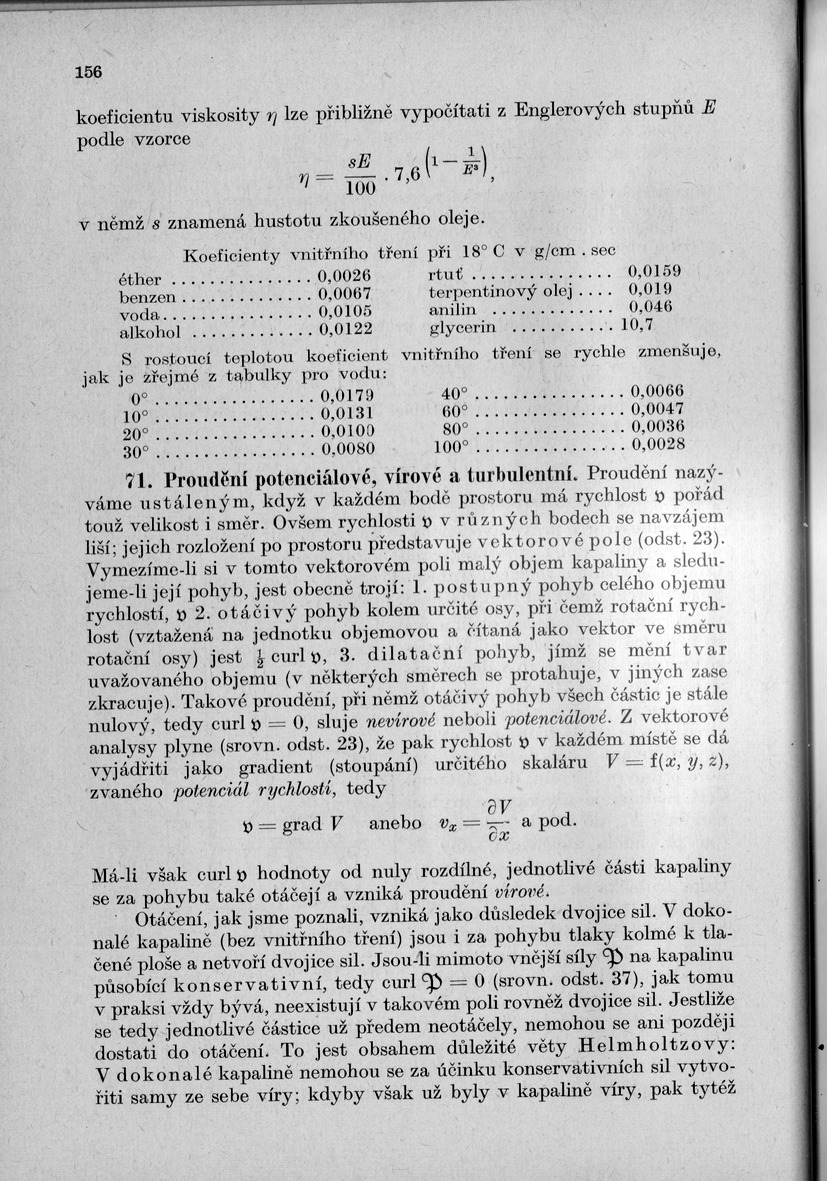 156
koeficientu viskosity η lze přibližně vypočítati z Englerových stupňů E
podle vzorce
η = sE/100 . 7,6^(1 − 1/E³),
v němž s znamená hustotu zkoušeného oleje.
Koeficienty vnitřního tření při 18° C v g/cm . sec
éther ............... 0,0026 rtuť ............... 0,0159
benzen .............. 0,0067 terpentinový olej .... 0,019
voda................ 0,0105 anilin ............. 0,046
alkohol ............. 0,0122 glycerin ........... 10,7
S rostoucí teplotou koeficient vnitřního tření se rychle zmenšuje,
jak je zřejmé z tabulky pro vodu:
0° ................. 0,0179 40° ................ 0,0066
10° ................. 0,0131 60° ................ 0,0047
20° ................. 0,0100 80° ................ 0,0036
30° ................. 0,0080 100° ................ 0,0028
71. Proudění potenciálové, vírové a turbulentní. Proudění nazý-
váme ustáleným, když v každém bodě prostoru má rychlost 𝔳 pořád
touž velikost i směr. Ovšem rychlosti 𝔳 v různých bodech se navzájem
liší; jejich rozložení po prostoru představuje vektorové pole (odst. 23).
Vymezíme-li si v tomto vektorovém poli malý objem kapaliny a sledu-
jeme-li její pohyb, jest obecně trojí: 1. postupný pohyb celého objemu
rychlostí, 𝔳 2. otáčivý pohyb kolem určité osy, při čemž rotační rych-
lost (vztažená na jednotku objemovou a čítaná jako vektor ve směru
rotační osy) jest ½ curl 𝔳, 3. dilatační pohyb, jímž se mění tvar
uvažovaného objemu (v některých směrech se protahuje, v jiných zase
zkracuje). Takové proudění, při němž otáčivý pohyb všech částic je stále
nulový, tedy curl 𝔳 = 0, sluje nevírové neboli potenciálové. Z vektorové
analysy plyne (srovn. odst. 23), že pak rychlost 𝔳 v každém místě se dá
vyjádřiti jako gradient (stoupání) určitého skaláru V = f(x, y, z),
zvaného potenciál rychlostí, tedy
𝔳 = grad V anebo vₓ = ∂V/∂x a pod.
Má-li však curl 𝔳 hodnoty od nuly rozdílné, jednotlivé části kapaliny
se za pohybu také otáčejí a vzniká proudění vírové.
Otáčení, jak jsme poznali, vzniká jako důsledek dvojice sil. V doko-
nalé kapalině (bez vnitřního tření) jsou i za pohybu tlaky kolmé k tla-
čené ploše a netvoří dvojice sil. Jsou-li mimoto vnější síly 𝔓 na kapalinu
působící konservativní, tedy curl 𝔓 = 0 (srovn. odst. 37), jak tomu
v praksi vždy bývá, neexistují v takovém poli rovněž dvojice sil. Jestliže
se tedy jednotlivé částice už předem neotáčely, nemohou se ani později
dostati do otáčení. To jest obsahem důležité věty Helmholtzovy:
V dokonalé kapalině nemohou se za účinku konservativních sil vytvo-
řiti samy ze sebe víry; kdyby však už byly v kapalině víry, pak tytéž